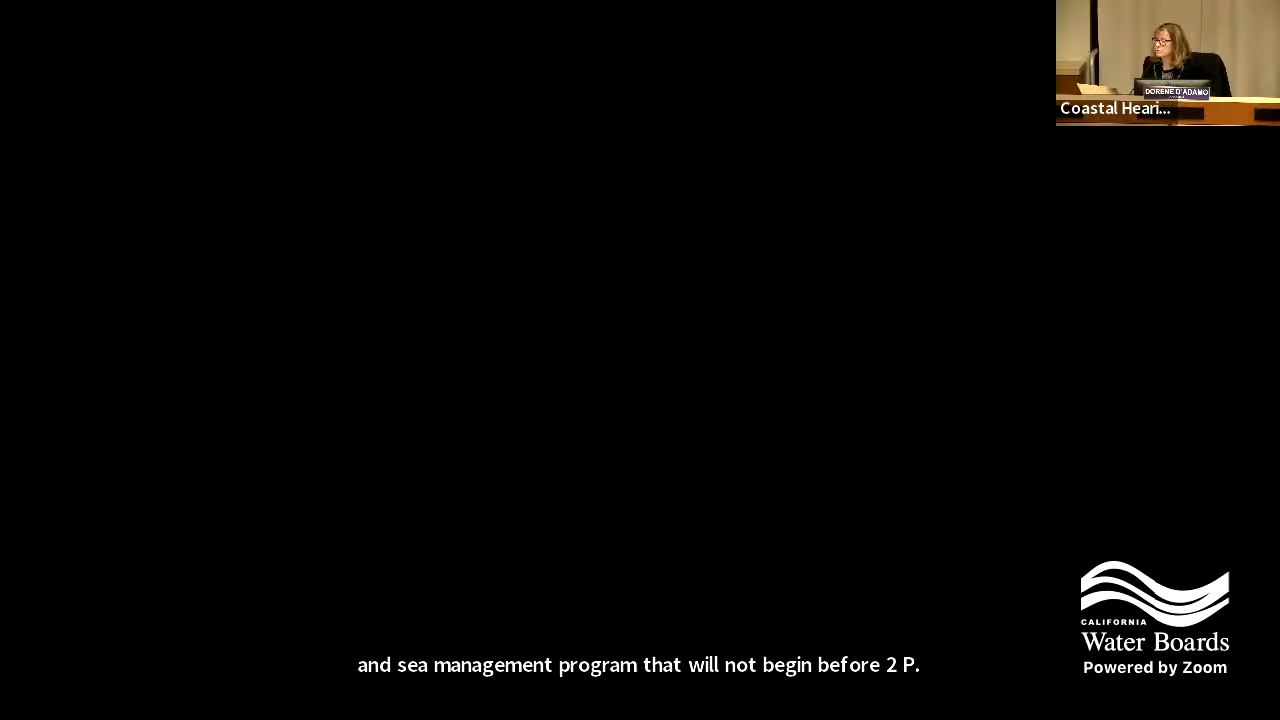 DORENE D'ADAMO
Coastal Heari...
CALIFORNIA
Water Boards
Powered by Zoom
and sea management program that will not begin before 2 P.